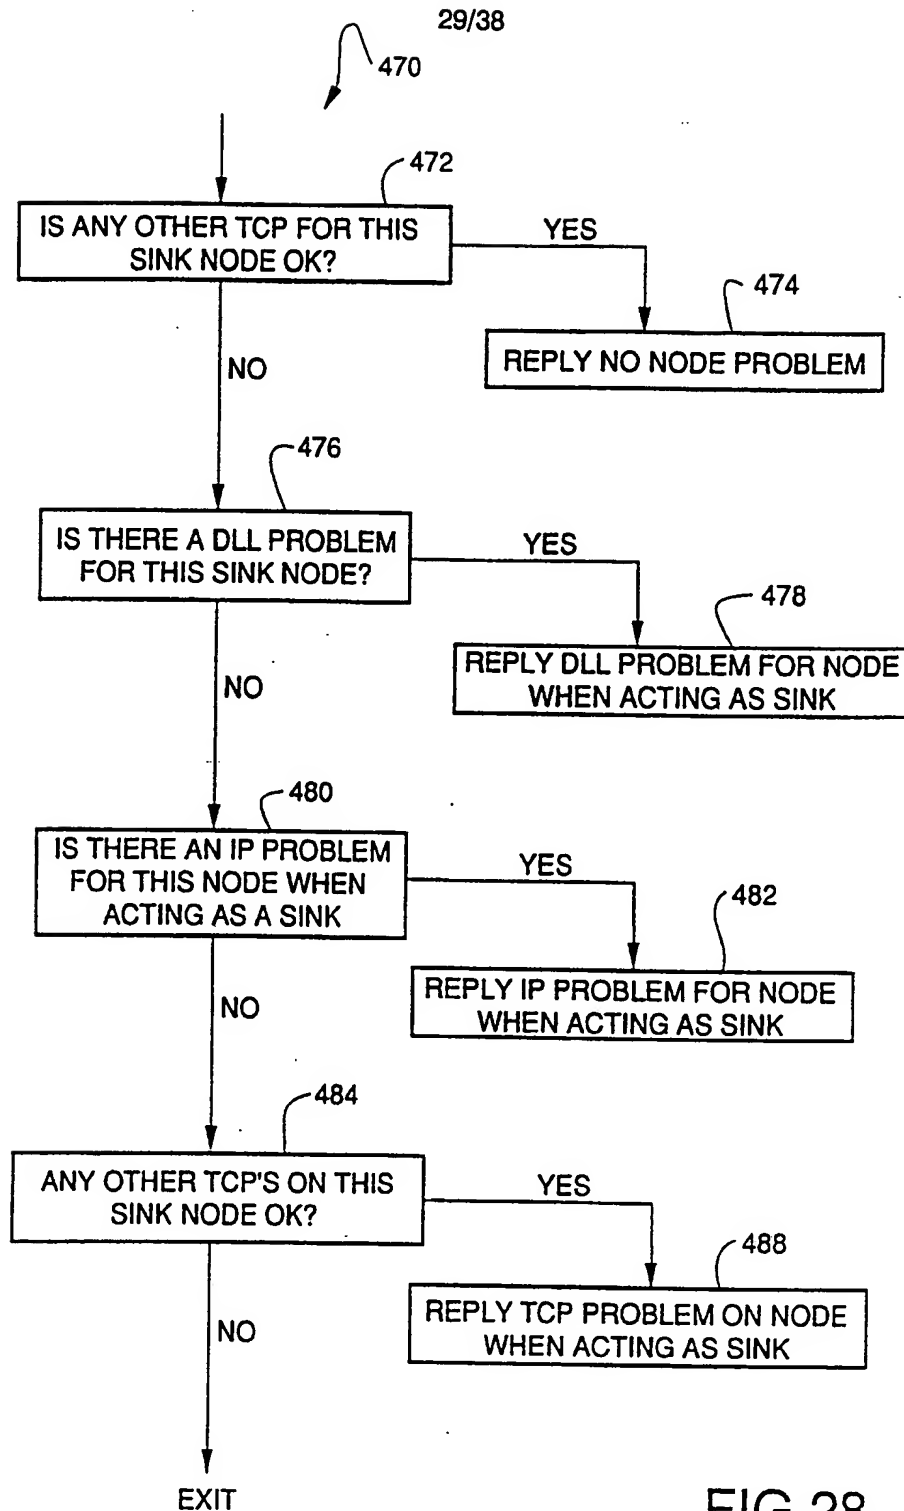 29/38
470
472
IS ANY OTHER TCP FOR THIS
SINK NODE OK?
YES
474
REPLY NO NODE PROBLEM
NO
476
IS THERE A DLL PROBLEM
FOR THIS SINK NODE?
YES
478
REPLY DLL PROBLEM FOR NODE
WHEN ACTING AS SINK
NO
480
IS THERE AN IP PROBLEM
FOR THIS NODE WHEN
ACTING AS A SINK
YES
482
REPLY IP PROBLEM FOR NODE
WHEN ACTING AS SINK
NO
484
ANY OTHER TCP'S ON THIS
SINK NODE OK?
YES
488
REPLY TCP PROBLEM ON NODE
WHEN ACTING AS SINK
NO
EXIT
FIG.28